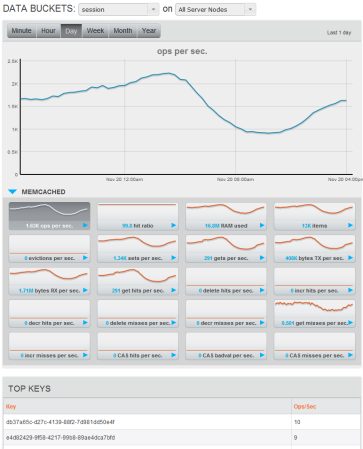 DATA BUCKETS: session on All Server Nodes
Minute Hour Day Week Month Year Last 1 day
ops per sec.
2.5K
2K
1.5K
1K
0.5K
0
Nov 20 12:00am Nov 20 08:00am Nov 20 04:00pm
MEMCACHED
1.63K ops per sec. 99.5 hit ratio 16.8M RAM used 13K items
0 evictions per sec. 1.34K sets per sec. 291 gets per sec. 468K bytes TX per sec.
1.71M bytes RX per sec. 291 get hits per sec. 0 delete hits per sec. 0 incr hits per sec.
0 decr hits per sec. 0 delete misses per sec. 0 decr misses per sec. get misses per sec.
0 incr misses per sec. 0 CAS hits per sec. 0 CAS badval per sec. 0 CAS misses per sec.
TOP KEYS
Key Ops/Sec
db37a65c-d27c-4139-88f2-7d981dd50e4f 10
e4d82429-9f58-4217-99b8-89ae4dca7bfd 9